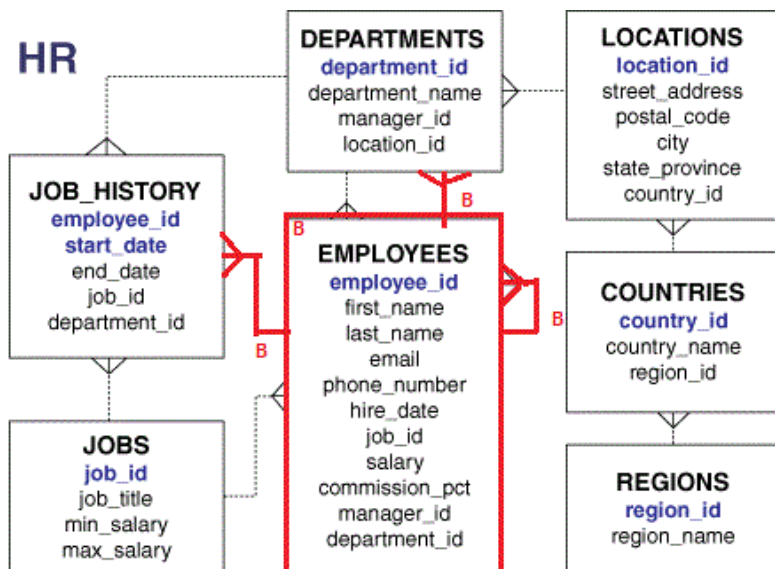 HR
DEPARTMENTS
department_id
department_name
manager_id
location_id
LOCATIONS
location_id
street_address
postal_code
city
state_province
country_id
JOB_HISTORY
employee_id
start_date
end_date
job_id
department_id
B
B
EMPLOYEES
employee_id
first_name
last_name
email
phone_number
hire_date
job_id
salary
commission_pct
manager_id
department_id
B
B
COUNTRIES
country_id
country_name
region_id
JOBS
job_id
job_title
min_salary
max_salary
REGIONS
region_id
region_name